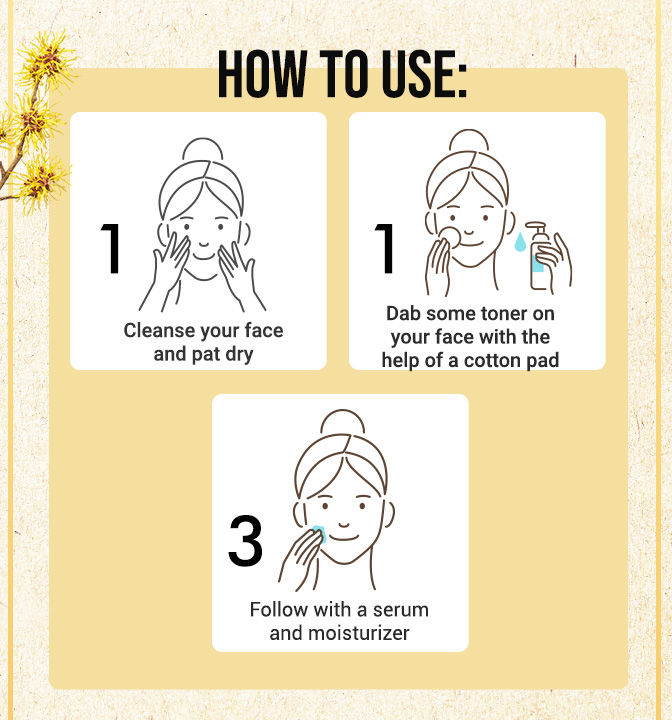 HOW TO USE:
1
Cleanse your face
and pat dry
1
Dab some toner on
your face with the
help of a cotton pad
3
Follow with a serum
and moisturizer